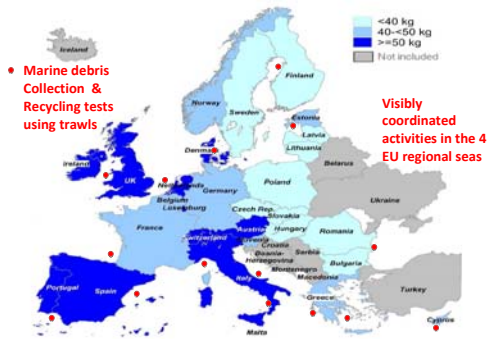 <40 kg
40-<50 kg
>=50 kg
Not included
Iceland
Marine debris
Collection &
Recycling tests
using trawls
Visibly
coordinated
activities in the 4
EU regional seas
Finland
Norway
Sweden
Estonia
Latvia
Lithuania
Denmark
Ireland
UK
Netherlands
Belarus
Poland
Germany
Belgium
Luxemburg
Ukraine
Czech Rep.
Slovakia
France
Austria
Hungary
Switzerland
Romania
Slovenia
Croatia
Bosnia-
Herzegovina
Serbia
Montenegro
Bulgaria
Macedonia
Italy
Portugal
Spain
Turkey
Greece
Malta
Cyprus